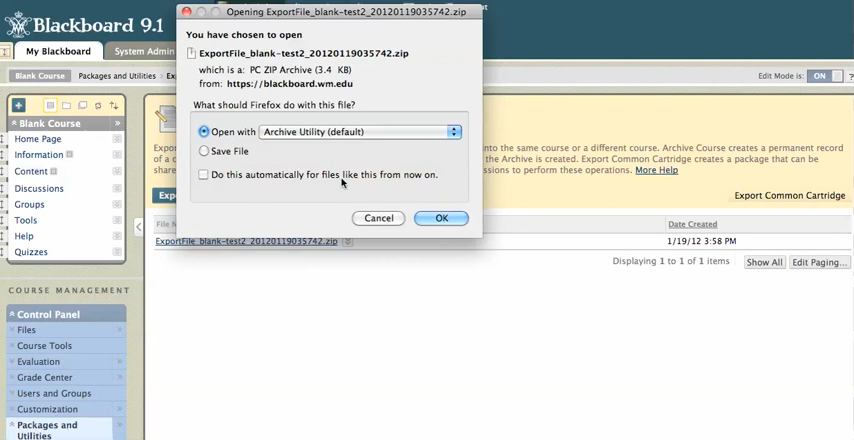 Opening ExportFile_blank-test2_20120119035742.zip
Blackboard 9.1
My Blackboard
System Admin
Blank Course
Packages and Utilities
Edit Mode is:
ON
?
You have chosen to open
ExportFile_blank-test2_20120119035742.zip
which is a: PC ZIP Archive (3.4 KB)
from: https://blackboard.wm.edu
What should Firefox do with this file?
Open with
Archive Utility (default)
Save File
Do this automatically for files like this from now on.
Cancel
OK
Blank Course
Home Page
Information
Content
Discussions
Groups
Tools
Help
Quizzes
into the same course or a different course. Archive Course creates a permanent record
of a
the Archive is created. Export Common Cartridge creates a package that can be
to perform these operations. More Help
Export Common Cartridge
Date Created
ExportFile_blank-test2_20120119035742.zip
1/19/12 3:58 PM
Displaying 1 to 1 of 1 items
Show All
Edit Paging...
COURSE MANAGEMENT
Control Panel
Files
Course Tools
Evaluation
Grade Center
Users and Groups
Customization
Packages and
Utilities